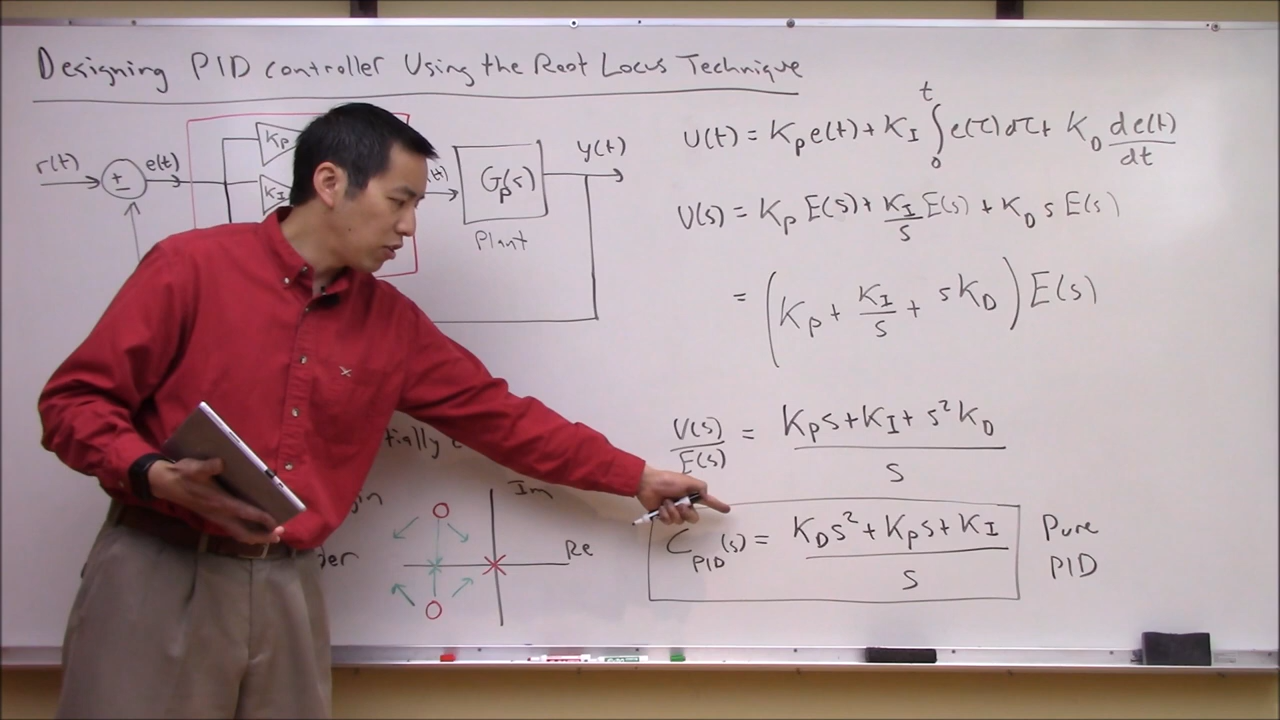 Designing PID controller Using the Root Locus Technique
r(t)
+
−
e(t)
Kp
KI
(t)
Gp(s)
y(t)
Plant
U(t) = Kp e(t) + KI ∫₀ᵗ e(τ)dτ + KD de(t)/dt
U(s) = Kp E(s) + KI/s E(s) + KD s E(s)
= (Kp + KI/s + sKD) E(s)
U(s)/E(s) = (Kps + KI + s²KD)/s
CPID(s) = (KDs² + Kps + KI)/s
Pure
PID
Im
Re